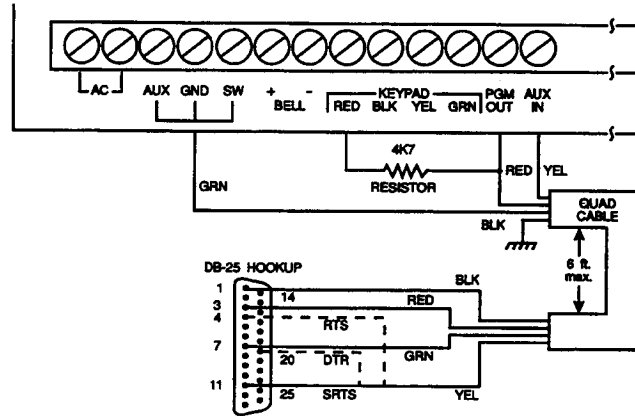 AC
AUX GND SW
+ -
BELL
KEYPAD
RED BLK YEL GRN
PGM OUT
AUX IN
4K7
RESISTOR
RED YEL
GRN
BLK
QUAD CABLE
6 ft. max.
DB-25 HOOKUP
BLK
1
14
RED
3
4
RTS
7
GRN
20 DTR
11
25 SRTS
YEL